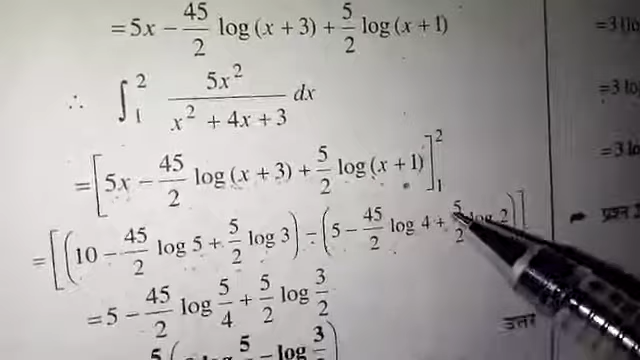 = 5x − 45/2 log (x + 3) + 5/2 log (x + 1)
∴ ∫₁² 5x²/(x² + 4x + 3) dx
= [5x − 45/2 log (x + 3) + 5/2 log (x + 1)]₁²
= [(10 − 45/2 log 5 + 5/2 log 3) − (5 − 45/2 log 4 + 5/2 log 2)]
= 5 − 45/2 log 5/4 + 5/2 log 3/2
उत्तर
= 3
= 3 lo
= 3 lo
प्रश्न